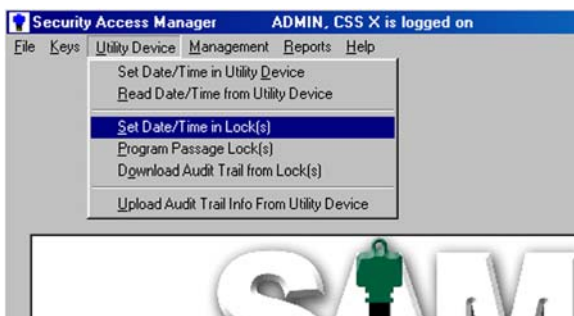 Security Access Manager ADMIN, CSS X is logged on
File Keys Utility Device Management Reports Help
Set Date/Time in Utility Device
Read Date/Time from Utility Device
Set Date/Time in Lock(s)
Program Passage Lock(s)
Download Audit Trail from Lock(s)
Upload Audit Trail Info From Utility Device
SAM